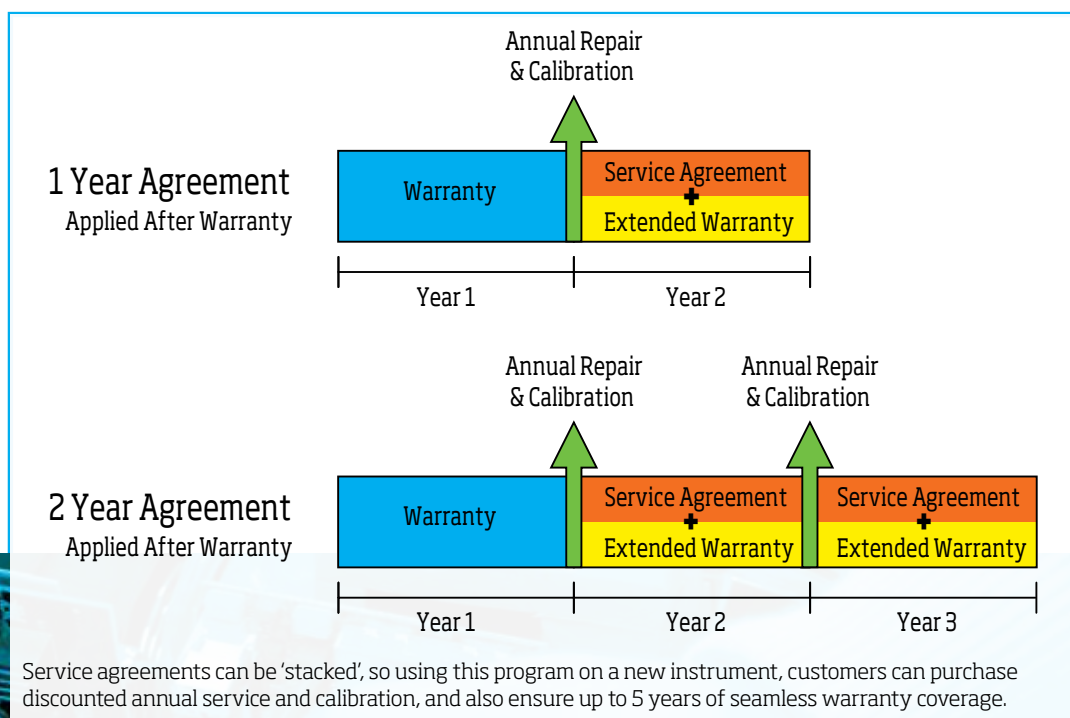 Annual Repair
& Calibration
1 Year Agreement
Applied After Warranty
Warranty
Service Agreement
+
Extended Warranty
Year 1
Year 2
Annual Repair
& Calibration
Annual Repair
& Calibration
2 Year Agreement
Applied After Warranty
Warranty
Service Agreement
+
Extended Warranty
Service Agreement
+
Extended Warranty
Year 1
Year 2
Year 3
Service agreements can be ‘stacked’, so using this program on a new instrument, customers can purchase
discounted annual service and calibration, and also ensure up to 5 years of seamless warranty coverage.